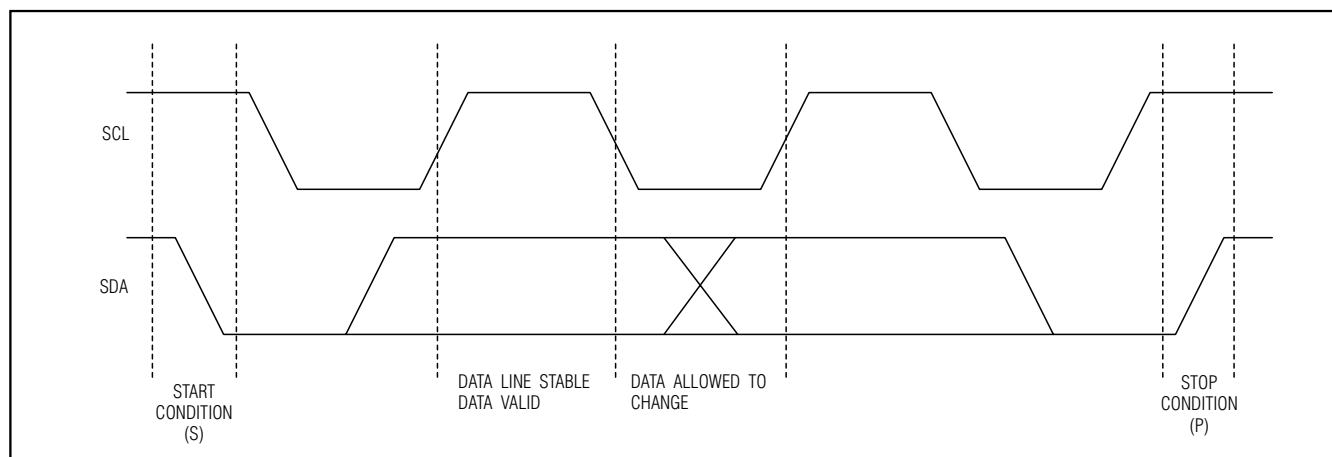 SCL
SDA
START
CONDITION
(S)
DATA LINE STABLE
DATA VALID
DATA ALLOWED TO
CHANGE
STOP
CONDITION
(P)